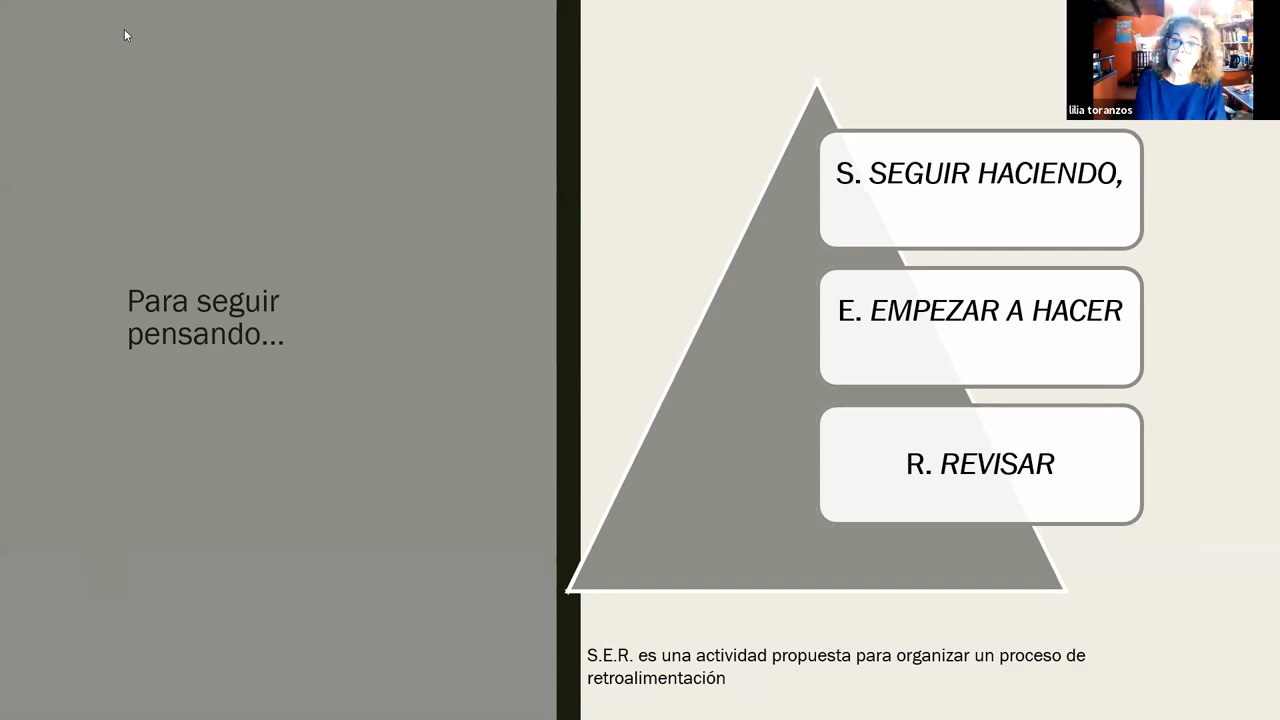 lilia toranzos
Para seguir
pensando...
S. SEGUIR HACIENDO,
E. EMPEZAR A HACER
R. REVISAR
S.E.R. es una actividad propuesta para organizar un proceso de
retroalimentación